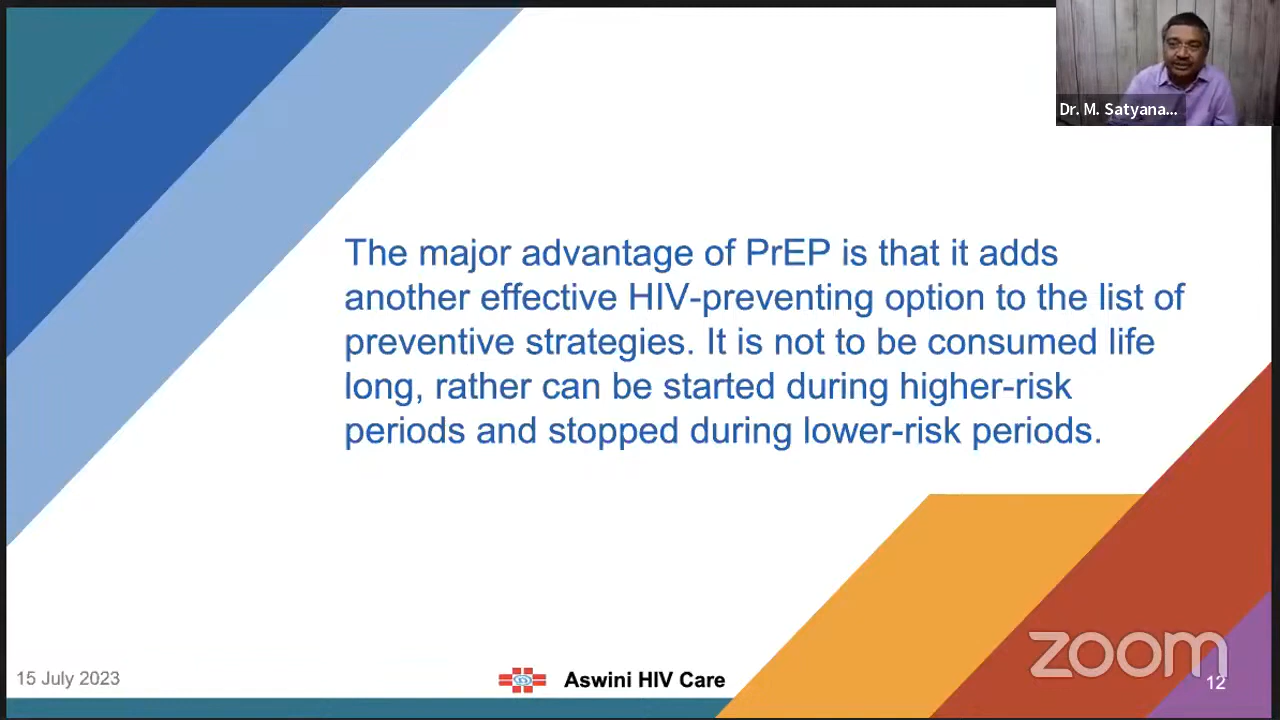 Dr. M. Satyana...
The major advantage of PrEP is that it adds
another effective HIV-preventing option to the list of
preventive strategies. It is not to be consumed life
long, rather can be started during higher-risk
periods and stopped during lower-risk periods.
15 July 2023
Aswini HIV Care
zoom
12